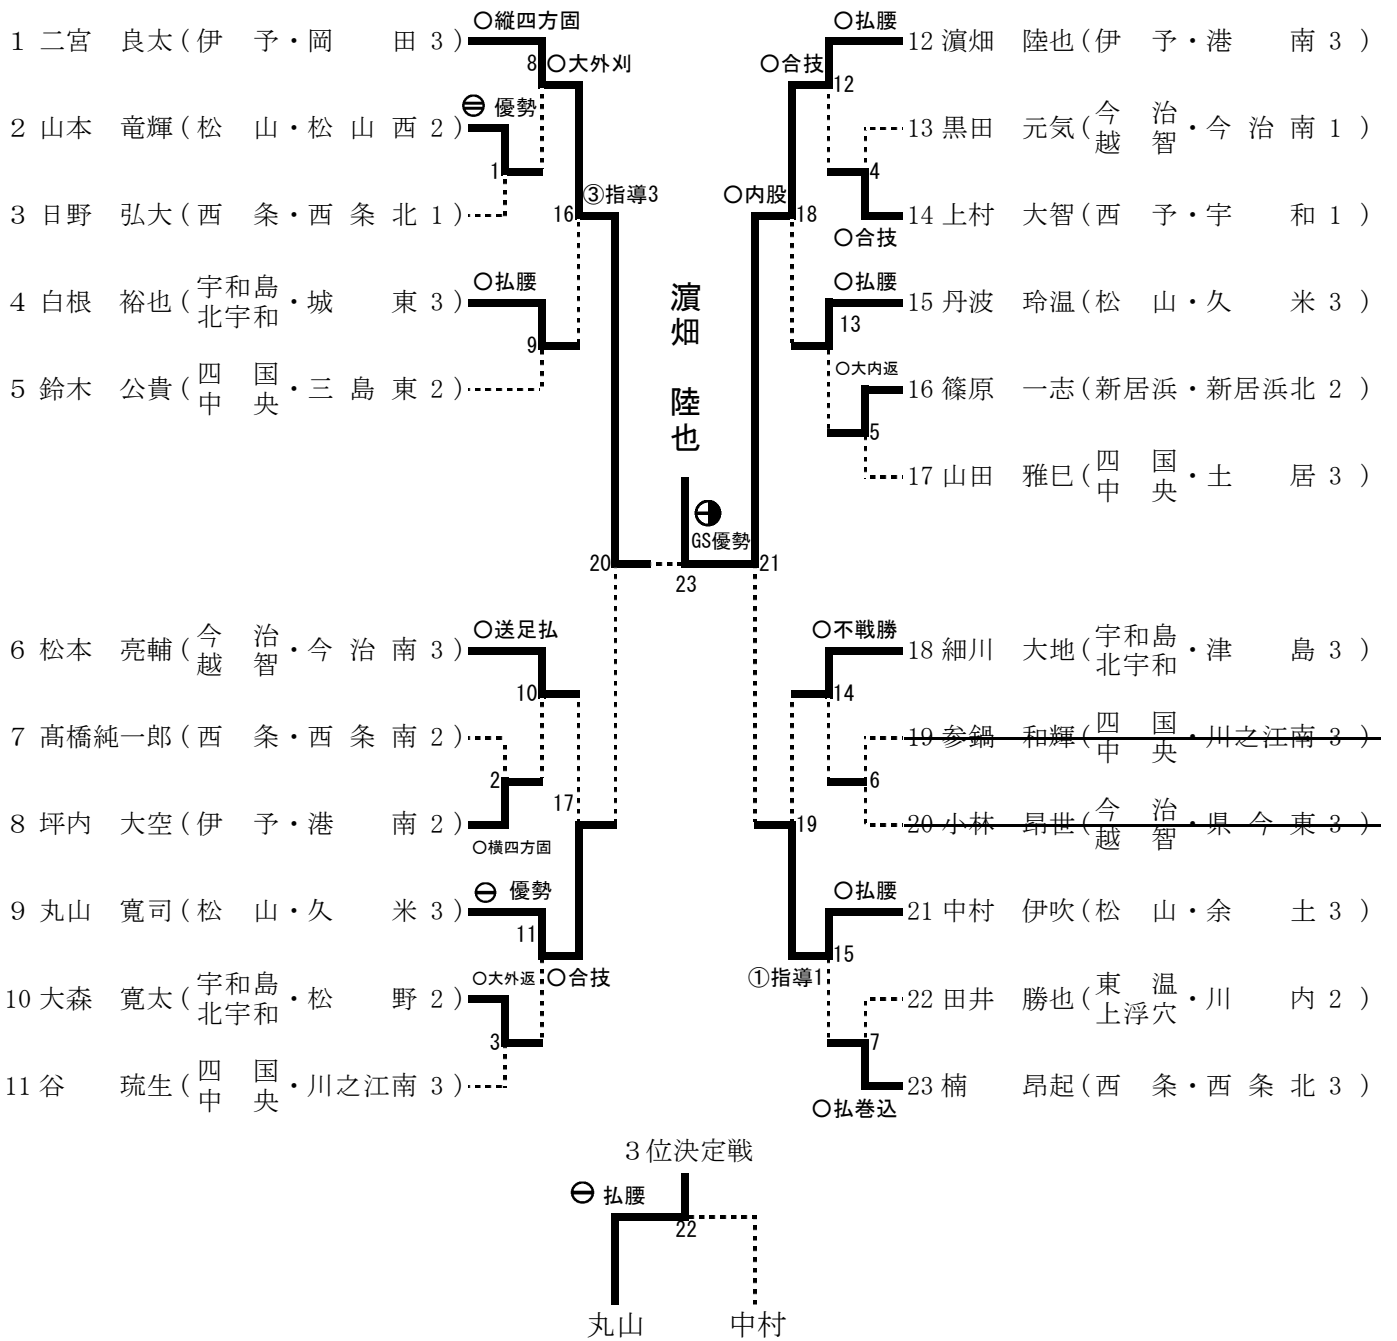 ○縦四方固
1 二宮 良太(伊 予・岡 田 3)
8 ○大外刈
⊖ 優勢
2 山本 竜輝(松 山・松 山 西 2)
1
3 日野 弘大(西 条・西 条 北 1)
16 ③指導3
○払腰
4 白根 裕也(宇和島 北宇和・城 東 3)
9
5 鈴木 公貴(四国 中央・三 島 東 2)
20
○送足払
6 松本 亮輔(今治 越智・今 治 南 3)
10
7 髙橋純一郎(西 条・西 条 南 2)
2
17
8 坪内 大空(伊 予・港 南 2)
○横四方固
⊖ 優勢
9 丸山 寛司(松 山・久 米 3)
11
○大外返 ○合技
10 大森 寛太(宇和島 北宇和・松 野 2)
3
11 谷 琉生(四国 中央・川之江南 3)
濵畑 陸也
GS優勢
23
○払腰
12 濵畑 陸也(伊 予・港 南 3)
○合技 12
13 黒田 元気(今治 越智・今 治 南 1)
4
○内股 18
14 上村 大智(西 予・宇 和 1)
○合技
○払腰
15 丹波 玲温(松 山・久 米 3)
13
○大内返
16 篠原 一志(新居浜・新居浜北 2)
5
17 山田 雅巳(四国 中央・土 居 3)
21
○不戦勝
18 細川 大地(宇和島 北宇和・津 島 3)
14
19 参鍋 和輝(四国 中央・川之江南 3)
6
20 小林 昂世(今治 越智・県 今 東 3)
19
○払腰
21 中村 伊吹(松 山・余 土 3)
15
①指導1
22 田井 勝也(東温 上浮穴・川 内 2)
7
23 楠 昂起(西 条・西 条 北 3)
○払巻込
3位決定戦
⊖ 払腰
22
丸山 中村